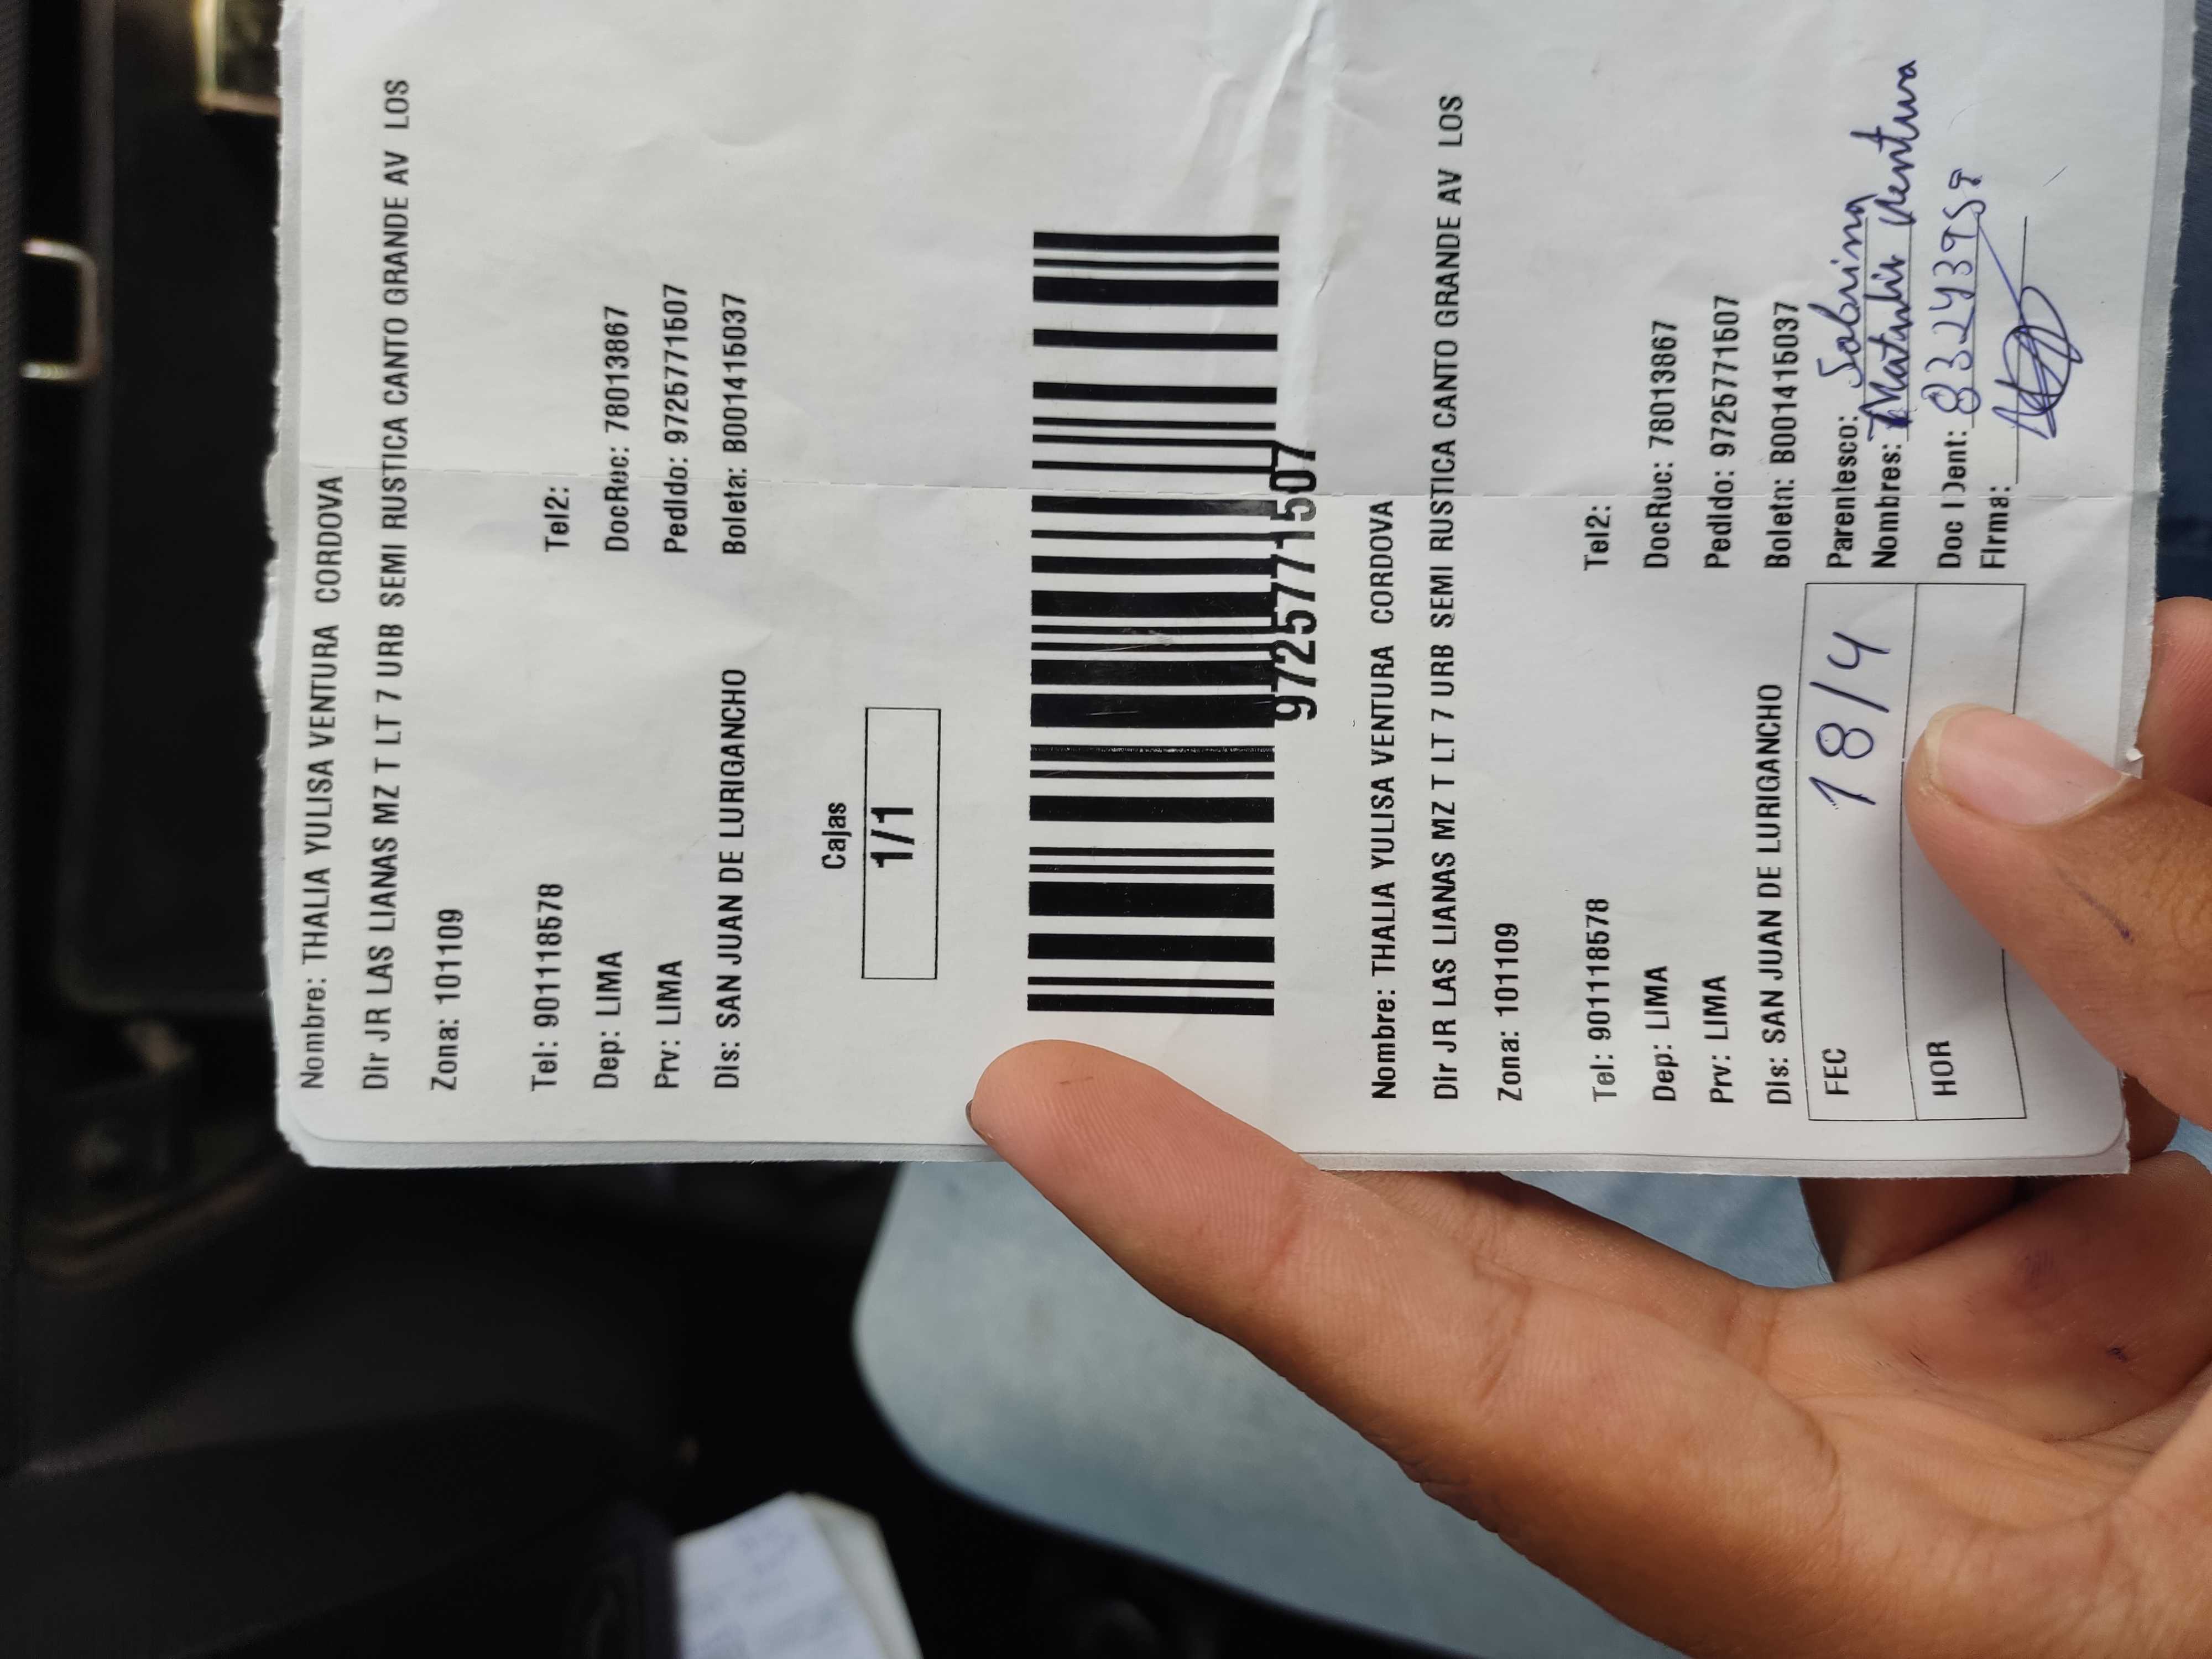 Nombre: THALIA YULISA VENTURA CORDOVA
Dir JR LAS LIANAS MZ T LT 7 URB SEMI RUSTICA CANTO GRANDE AV LOS
Zona: 101109
Tel: 901118578 Tel2:
Dep: LIMA DocRuc: 78013867
Prv: LIMA Pedido: 9725771507
Dis: SAN JUAN DE LURIGANCHO Boleta: B001415037
Cajas
1/1
9725771507
Nombre: THALIA YULISA VENTURA CORDOVA
Dir JR LAS LIANAS MZ T LT 7 URB SEMI RUSTICA CANTO GRANDE AV LOS
Zona: 101109
Tel: 901118578 Tel2:
Dep: LIMA DocRuc: 78013867
Prv: LIMA Pedido: 9725771507
Dis: SAN JUAN DE LURIGANCHO Boleta: B001415037
FEC 18/4 Parentesco: Sobrina
Nombres: Ventura
HOR Doc IDent: 83243958
Firma: